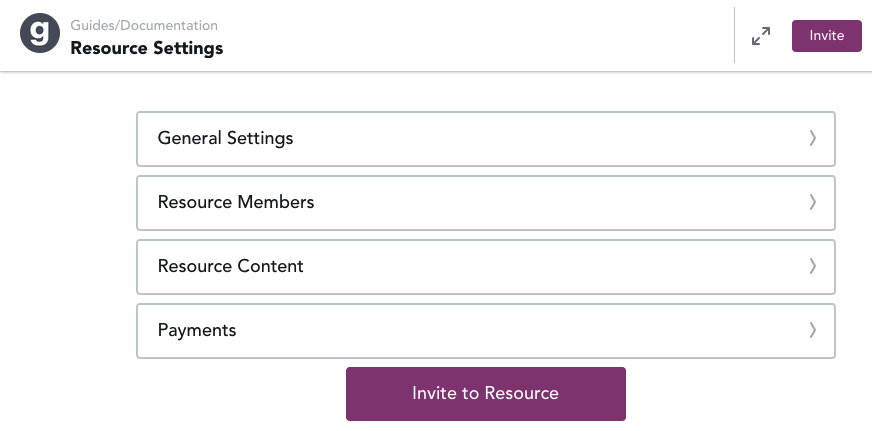 g
Guides/Documentation
Resource Settings
Invite
General Settings
Resource Members
Resource Content
Payments
Invite to Resource